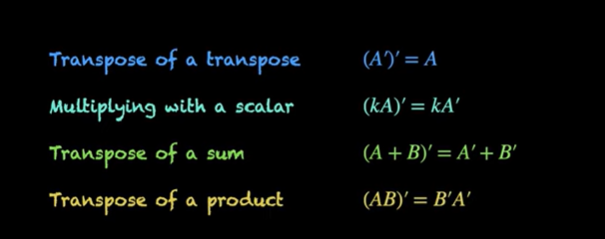 Transpose of a transpose (A′)′ = A
Multiplying with a scalar (kA)′ = kA′
Transpose of a sum (A + B)′ = A′ + B′
Transpose of a product (AB)′ = B′A′